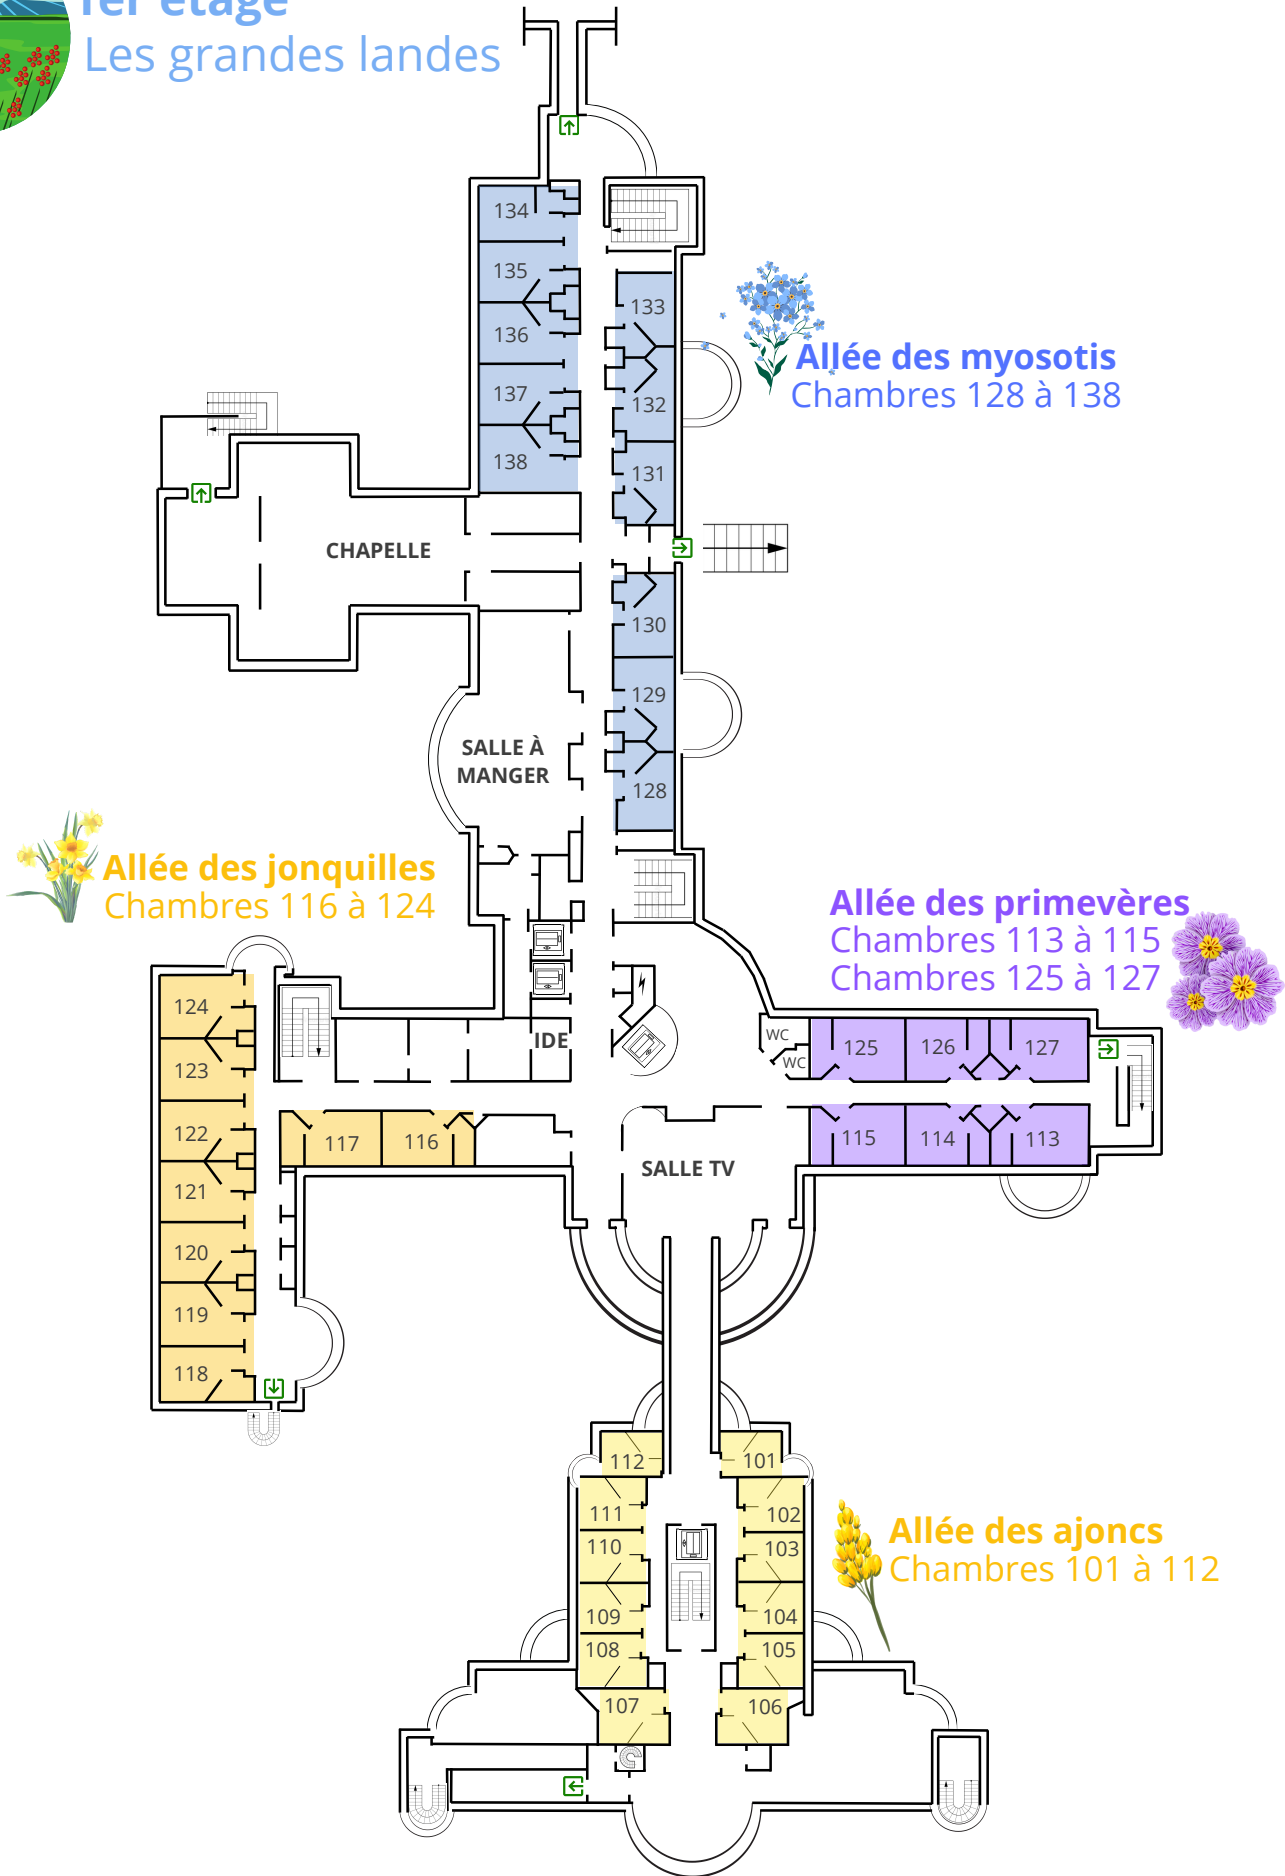 1er étage
Les grandes landes
134
135
136
137
138
133
132
131
130
129
128
Allée des myosotis
Chambres 128 à 138
CHAPELLE
SALLE À
MANGER
Allée des jonquilles
Chambres 116 à 124
Allée des primevères
Chambres 113 à 115
Chambres 125 à 127
124
123
122
121
120
119
118
117
116
IDE
WC
WC
125
126
127
115
114
113
SALLE TV
112
111
110
109
108
107
101
102
103
104
105
106
Allée des ajoncs
Chambres 101 à 112